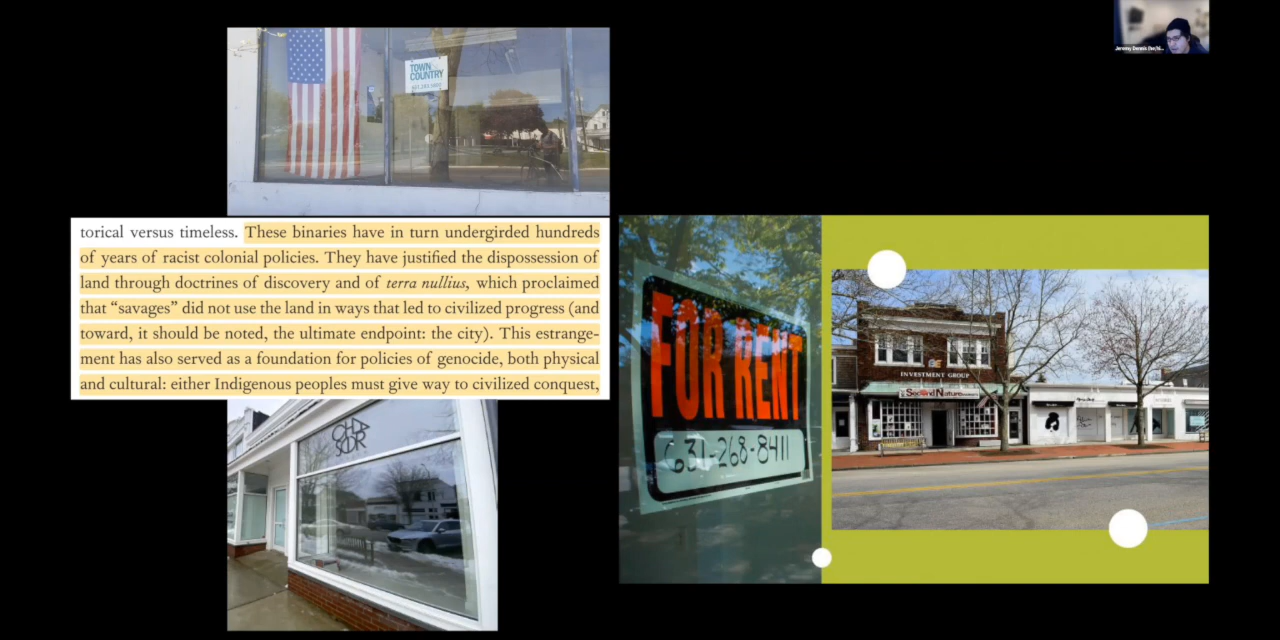 Jeremy Dennis (he/hi...
TOWN
COUNTRY
torical versus timeless. These binaries have in turn undergirded hundreds
of years of racist colonial policies. They have justified the dispossession of
land through doctrines of discovery and of terra nullius, which proclaimed
that “savages” did not use the land in ways that led to civilized progress (and
toward, it should be noted, the ultimate endpoint: the city). This estrange-
ment has also served as a foundation for policies of genocide, both physical
and cultural: either Indigenous peoples must give way to civilized conquest,
FOR RENT
631-268-8411
INVESTMENT GROUP
Second Nature